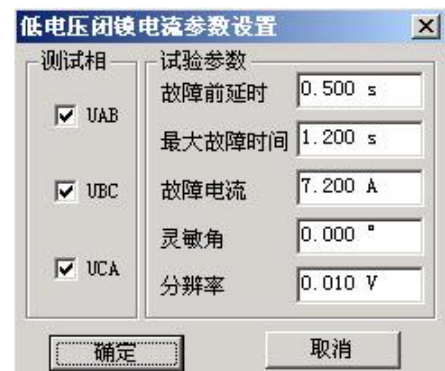 低电压闭锁电流参数设置
测试相
UAB
UBC
UCA
试验参数
故障前延时 0.500 s
最大故障时间 1.200 s
故障电流 7.200 A
灵敏角 0.000 °
分辨率 0.010 V
确定
取消